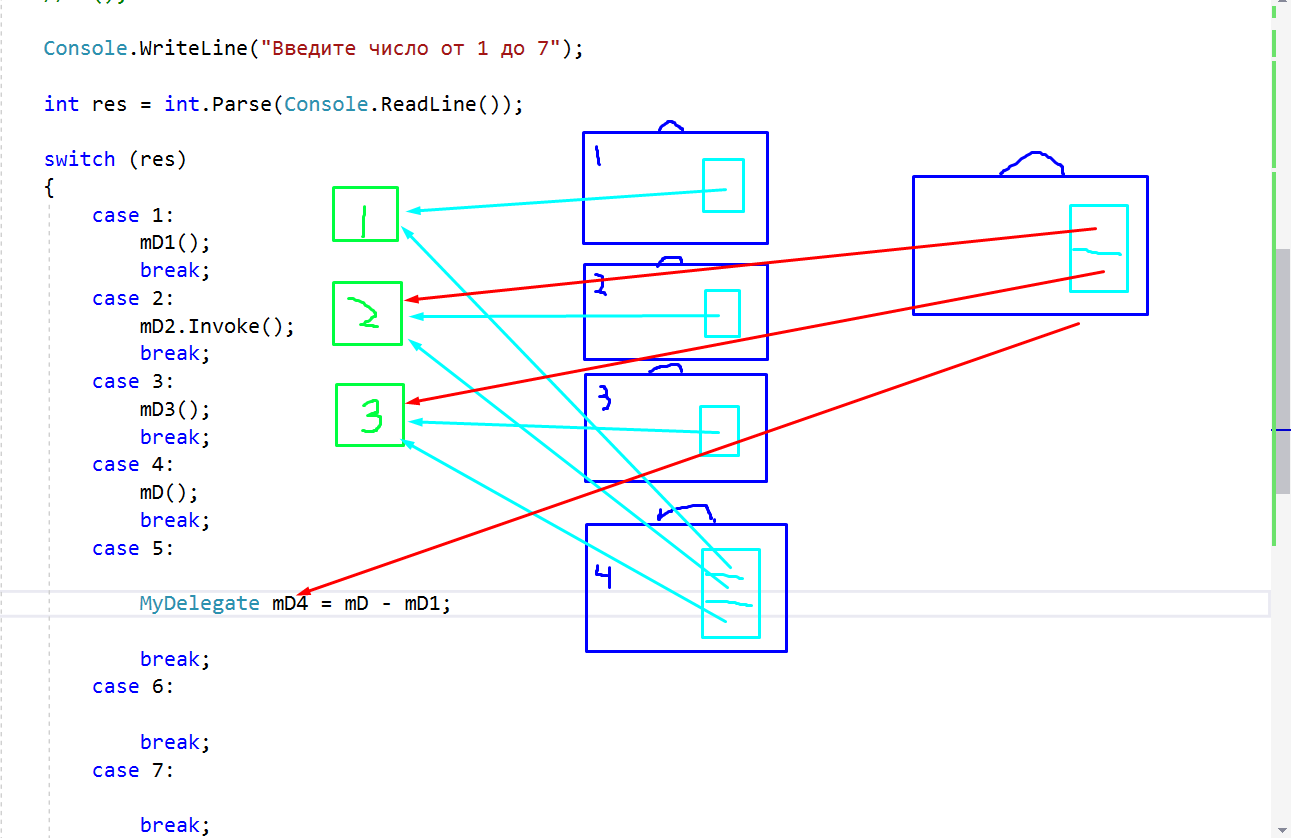 Console.WriteLine("Введите число от 1 до 7");
int res = int.Parse(Console.ReadLine());
switch (res)
{
case 1:
mD1();
break;
case 2:
mD2.Invoke();
break;
case 3:
mD3();
break;
case 4:
mD();
break;
case 5:
MyDelegate mD4 = mD - mD1;
break;
case 6:
break;
case 7:
break;
1
2
3
1
2
3
4